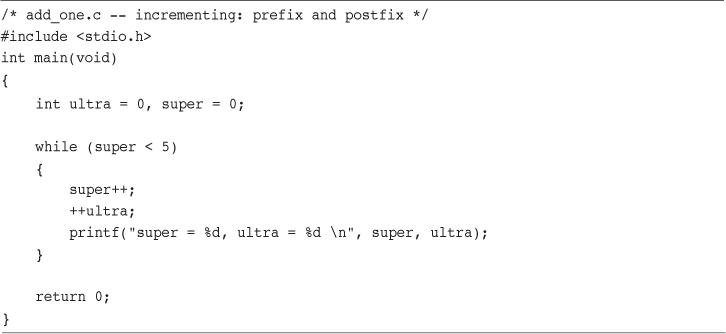 /* add_one.c -- incrementing: prefix and postfix */
#include <stdio.h>
int main(void)
{
    int ultra = 0, super = 0;

    while (super < 5)
    {
        super++;
        ++ultra;
        printf("super = %d, ultra = %d \n", super, ultra);
    }

    return 0;
}